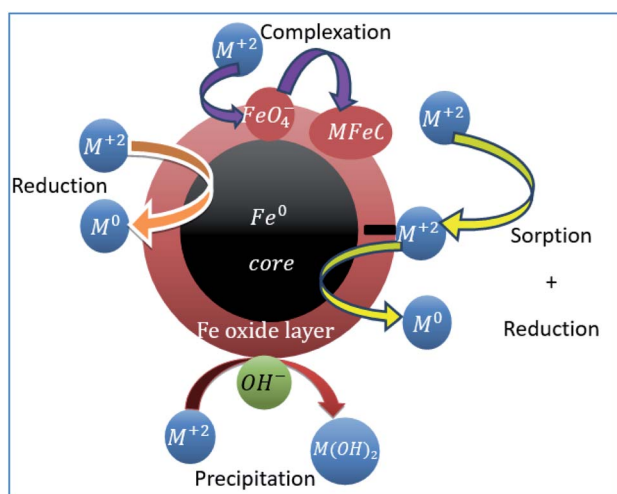 Complexation
M⁺²
FeO₄⁻
MFeC
M⁺²
M⁺²
Reduction
M⁰
Fe⁰
core
M⁺²
Sorption
+
Reduction
M⁰
Fe oxide layer
OH⁻
M⁺²
M(OH)₂
Precipitation